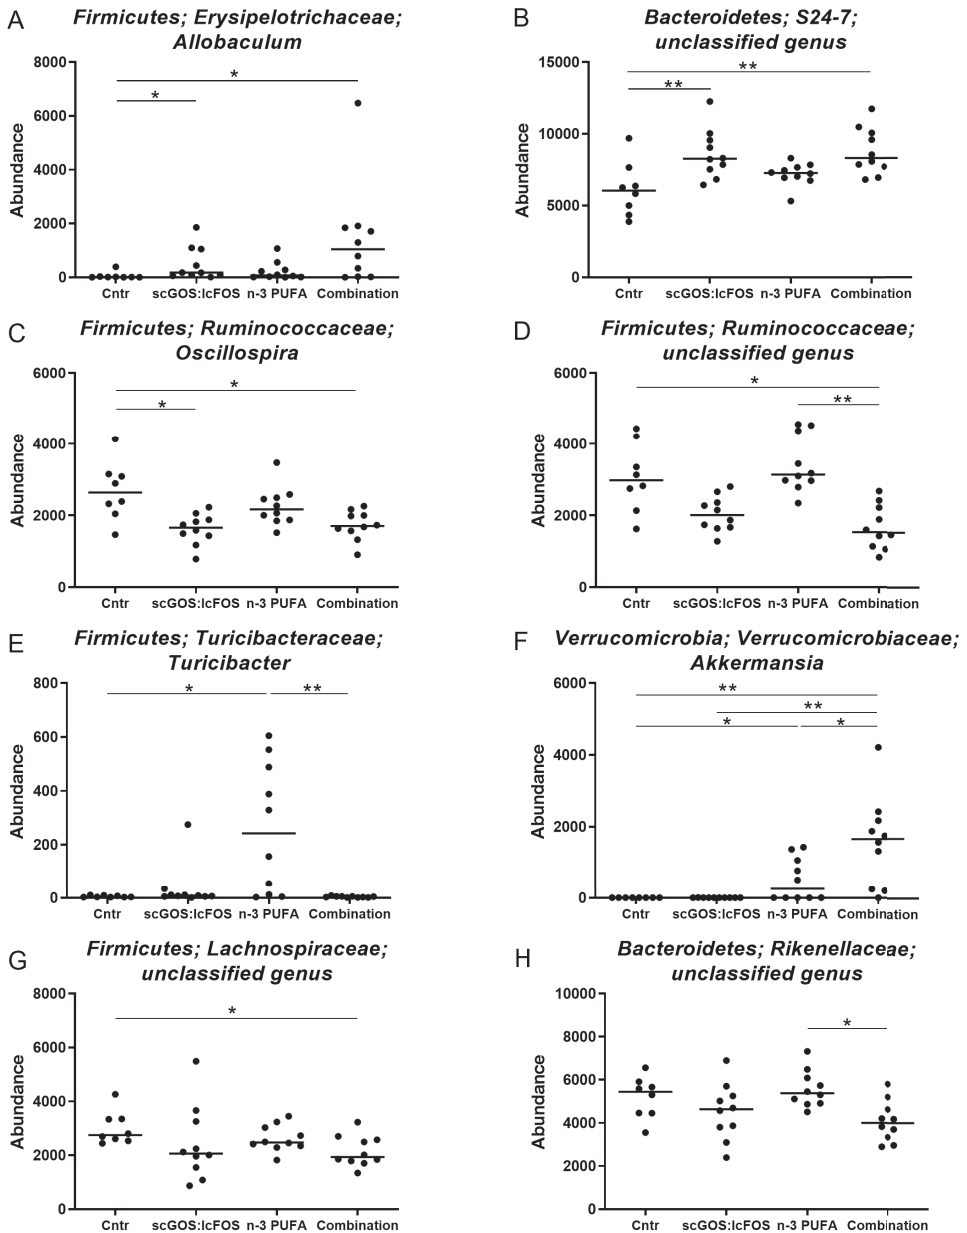 A
Firmicutes; Erysipelotrichaceae;
Allobaculum
Abundance
8000
6000
4000
2000
0
*
*
Cntr scGOS:lcFOS n-3 PUFA Combination
B
Bacteroidetes; S24-7;
unclassified genus
Abundance
15000
10000
5000
0
**
**
Cntr scGOS:lcFOS n-3 PUFA Combination
C
Firmicutes; Ruminococcaceae;
Oscillospira
Abundance
6000
4000
2000
0
*
*
Cntr scGOS:lcFOS n-3 PUFA Combination
D
Firmicutes; Ruminococcaceae;
unclassified genus
Abundance
6000
4000
2000
0
*
**
Cntr scGOS:lcFOS n-3 PUFA Combination
E
Firmicutes; Turicibacteraceae;
Turicibacter
Abundance
800
600
400
200
0
* **
Cntr scGOS:lcFOS n-3 PUFA Combination
F
Verrucomicrobia; Verrucomicrobiaceae;
Akkermansia
Abundance
6000
4000
2000
0
**
**
* *
Cntr scGOS:lcFOS n-3 PUFA Combination
G
Firmicutes; Lachnospiraceae;
unclassified genus
Abundance
8000
6000
4000
2000
0
*
Cntr scGOS:lcFOS n-3 PUFA Combination
H
Bacteroidetes; Rikenellaceae;
unclassified genus
Abundance
10000
8000
6000
4000
2000
0
*
Cntr scGOS:lcFOS n-3 PUFA Combination